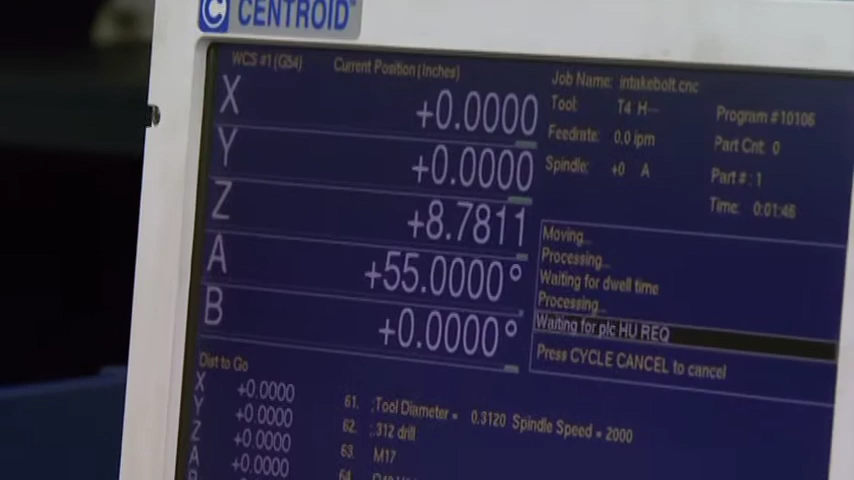 CENTROID
WCS #1 (G54) Current Position (Inches)
X +0.0000
Y +0.0000
Z +8.7811
A +55.0000°
B +0.0000°
Job Name: intakebolt.cnc
Tool: T4 H---
Feedrate: 0.0 ipm
Spindle: +0 A
Program #10106
Part Cnt: 0
Part #: 1
Time: 0:01:46
Moving...
Processing...
Waiting for dwell time
Processing...
Waiting for plc HU REQ
Press CYCLE CANCEL to cancel
Dist to Go
X +0.0000
Y +0.0000
Z +0.0000
A +0.0000
61. ;Tool Diameter = 0.3120 Spindle Speed = 2000
62. ;.312 drill
63. M17
64.